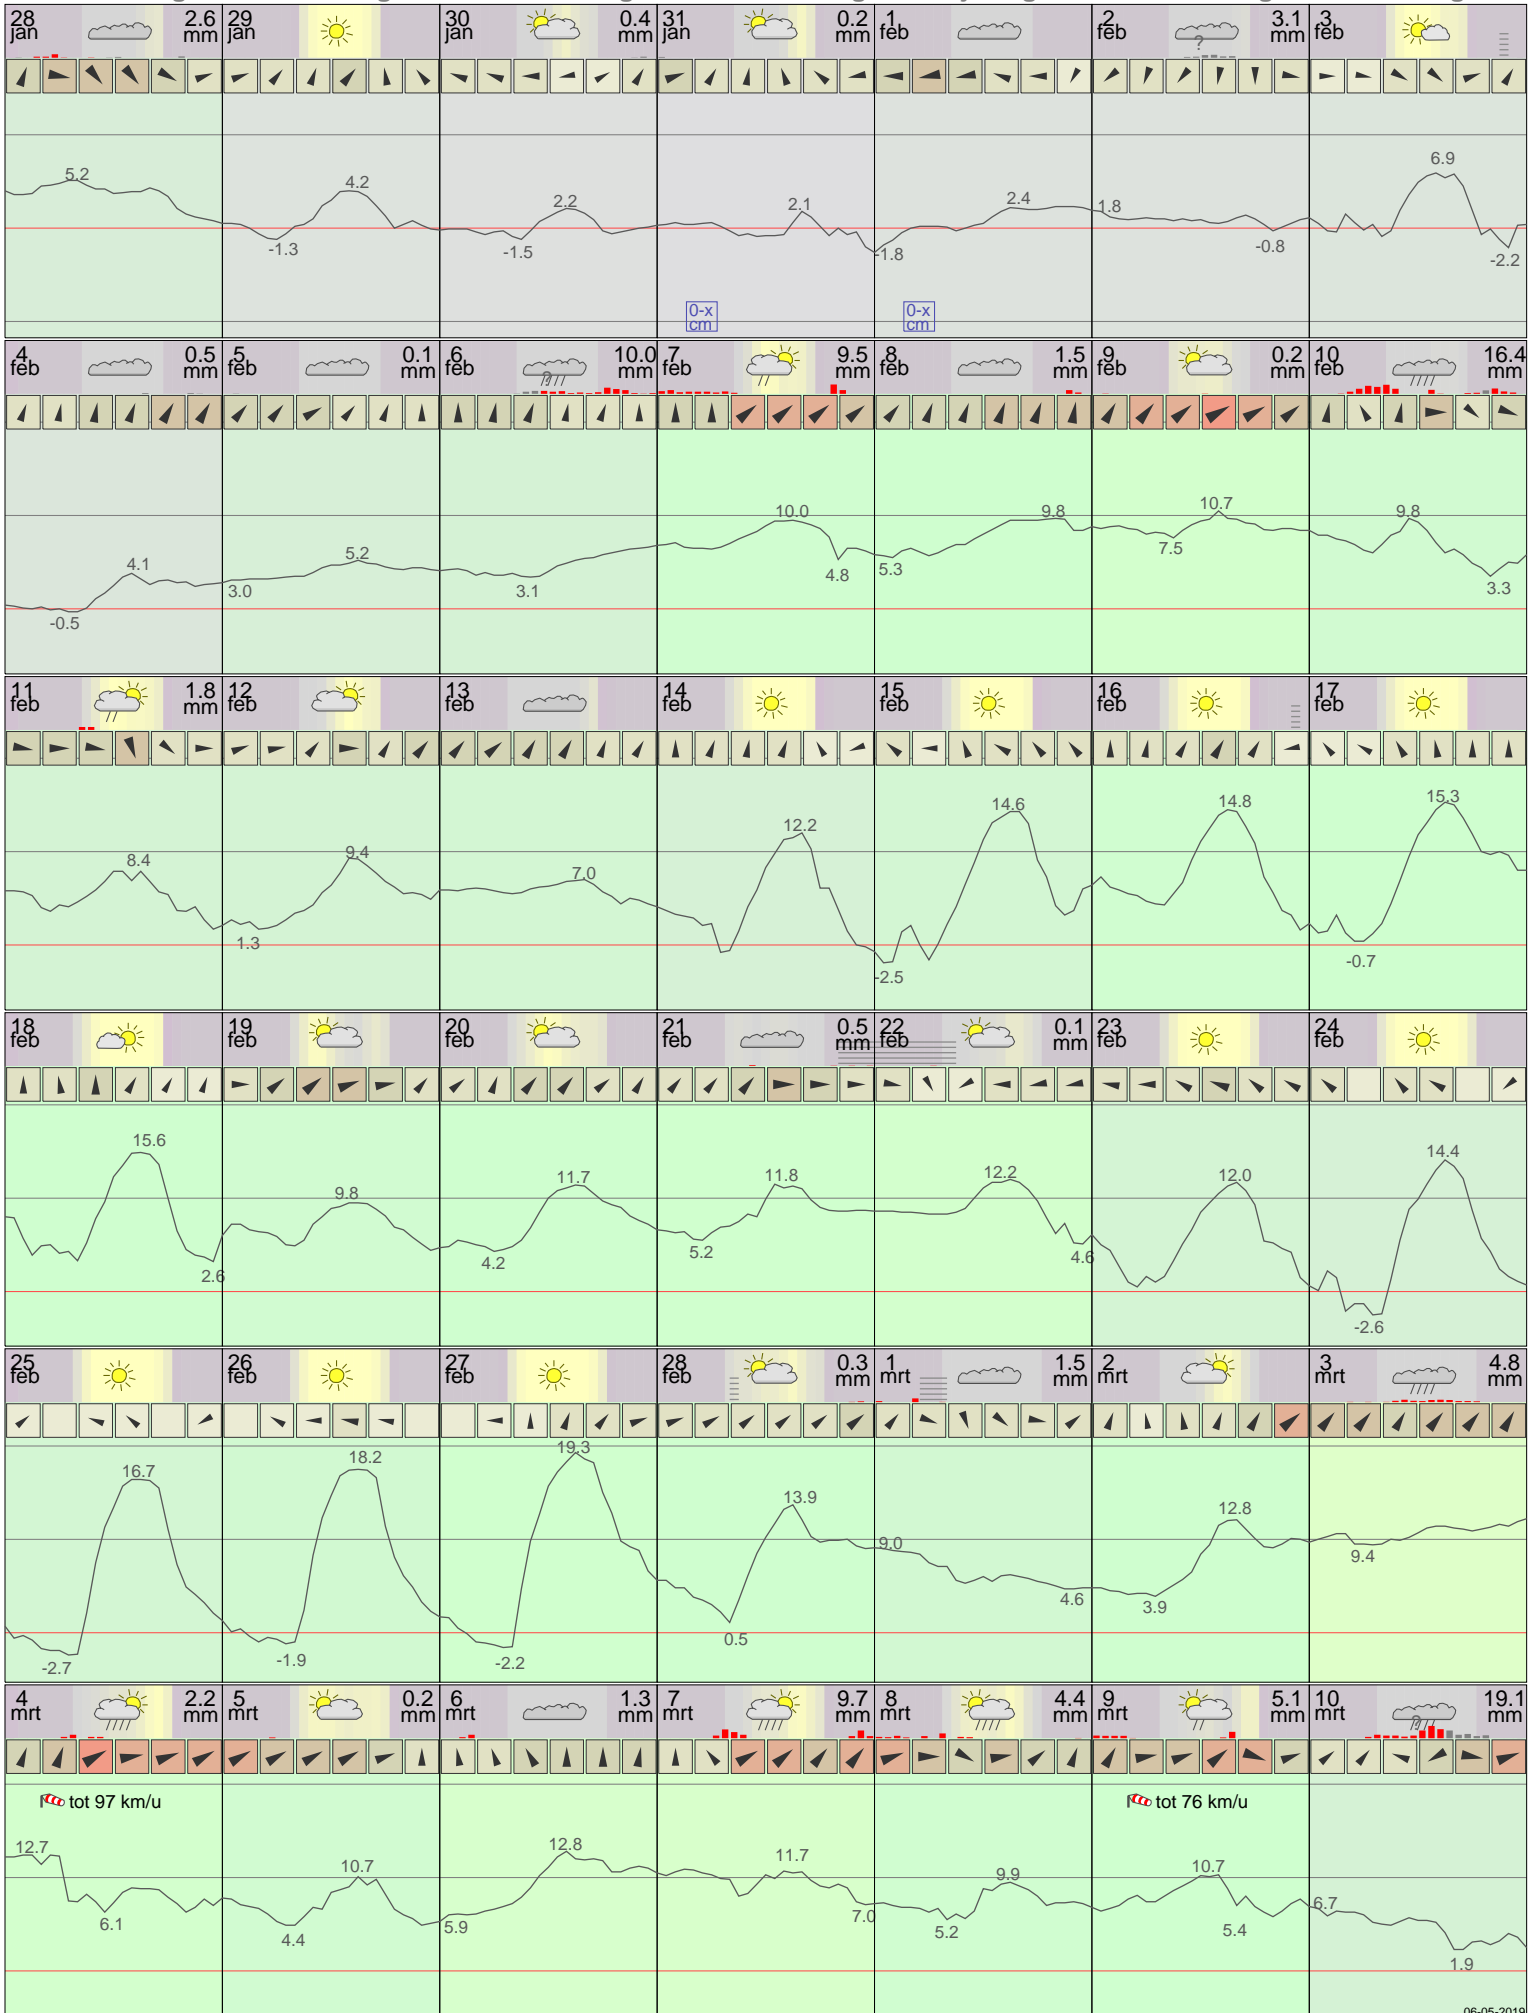 28 jan 2.6 mm 29 jan 30 jan 0.4 mm 31 jan 0.2 mm 1 feb 2 feb 3.1 mm 3 feb
?
5.2 4.2 2.2 2.1 2.4 1.8 6.9
-1.3 -1.5 -1.8 -0.8 -2.2
0-x cm 0-x cm
4 feb 0.5 mm 5 feb 0.1 mm 6 feb 10.0 mm 7 feb 9.5 mm 8 feb 1.5 mm 9 feb 0.2 mm 10 feb 16.4 mm
?
4.1 5.2 10.0 9.8 10.7 9.8
-0.5 3.0 3.1 4.8 5.3 7.5 3.3
11 feb 1.8 mm 12 feb 13 feb 14 feb 15 feb 16 feb 17 feb
8.4 9.4 7.0 12.2 14.6 14.8 15.3
1.3 -2.5 -0.7
18 feb 19 feb 20 feb 21 feb 0.5 mm 22 feb 0.1 mm 23 feb 24 feb
15.6 9.8 11.7 11.8 12.2 12.0 14.4
2.6 4.2 5.2 4.6 -2.6
25 feb 26 feb 27 feb 28 feb 0.3 mm 1 mrt 1.5 mm 2 mrt 3 mrt 4.8 mm
16.7 18.2 19.3 13.9 9.0 12.8
-2.7 -1.9 -2.2 0.5 4.6 3.9 9.4
4 mrt 2.2 mm 5 mrt 0.2 mm 6 mrt 1.3 mm 7 mrt 9.7 mm 8 mrt 4.4 mm 9 mrt 5.1 mm 10 mrt 19.1 mm
?
tot 97 km/u tot 76 km/u
12.7 10.7 12.8 11.7 9.9 10.7 6.7
6.1 4.4 5.9 7.0 5.2 5.4 1.9
06-05-2019